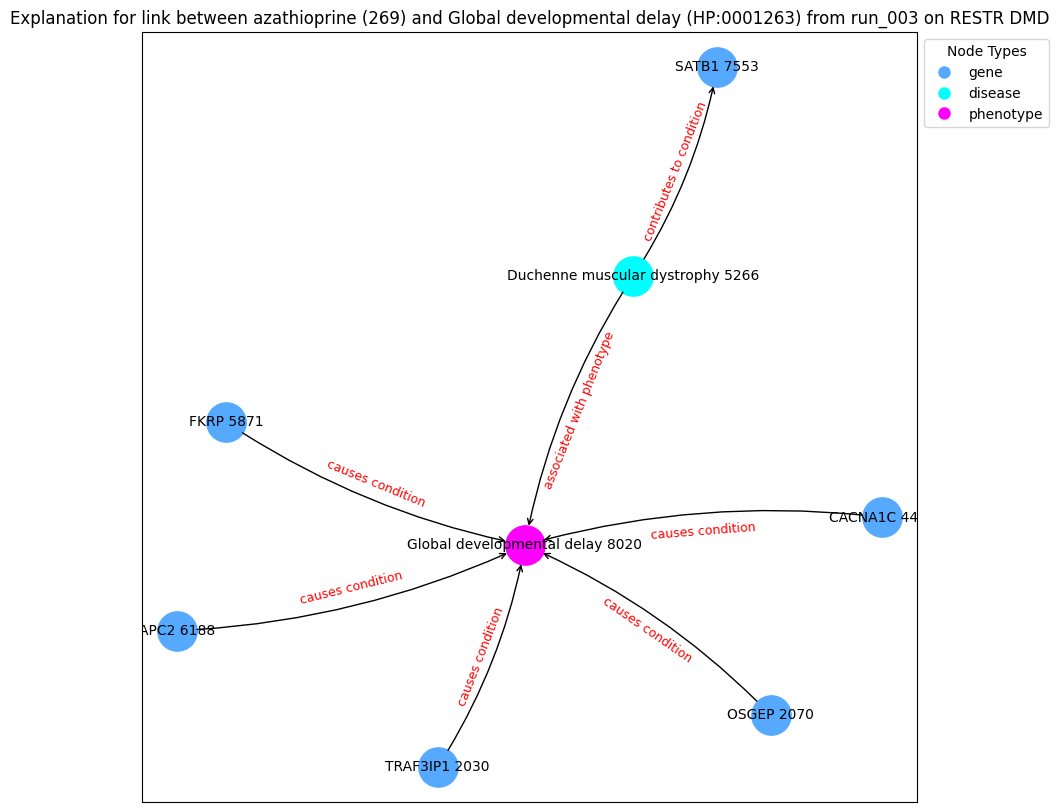 Explanation for link between azathioprine (269) and Global developmental delay (HP:0001263) from run_003 on RESTR DMD
Node Types
gene
disease
phenotype
SATB1 7553
contributes to condition
Duchenne muscular dystrophy 5266
associated with phenotype
FKRP 5871
causes condition
CACNA1C 44
causes condition
Global developmental delay 8020
causes condition
APC2 6188
causes condition
causes condition
OSGEP 2070
TRAF3IP1 2030